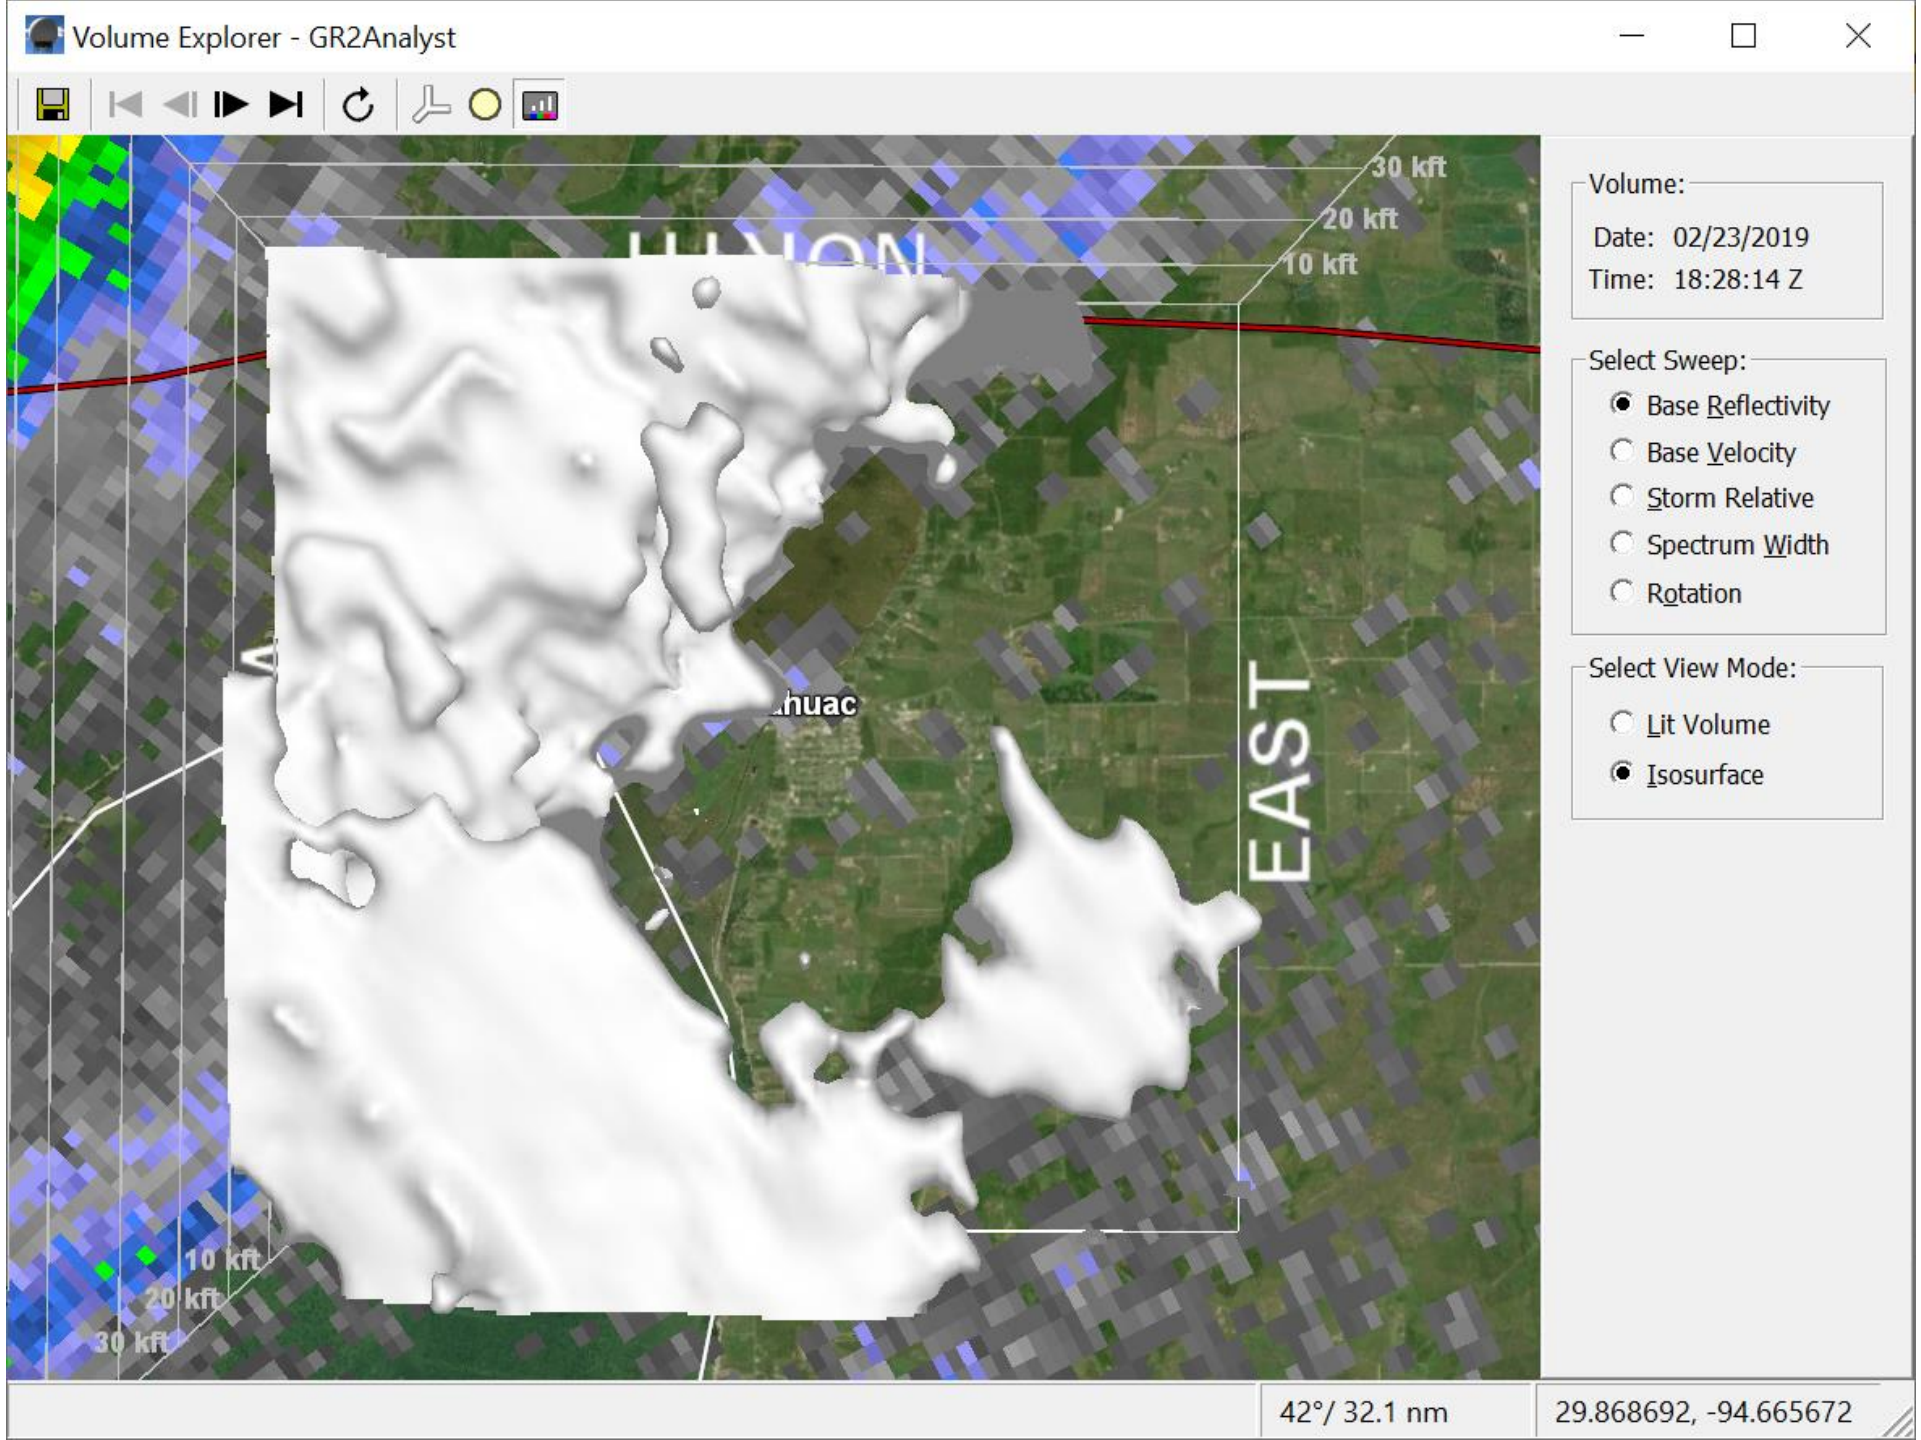 Volume Explorer - GR2Analyst
30 kft
20 kft
10 kft
Volume:
Date: 02/23/2019
Time: 18:28:14 Z
Select Sweep:
Base Reflectivity
Base Velocity
Storm Relative
Spectrum Width
Rotation
Select View Mode:
Lit Volume
Isosurface
EAST
ahuac
10 kft
20 kft
30 kft
42°/ 32.1 nm
29.868692, -94.665672